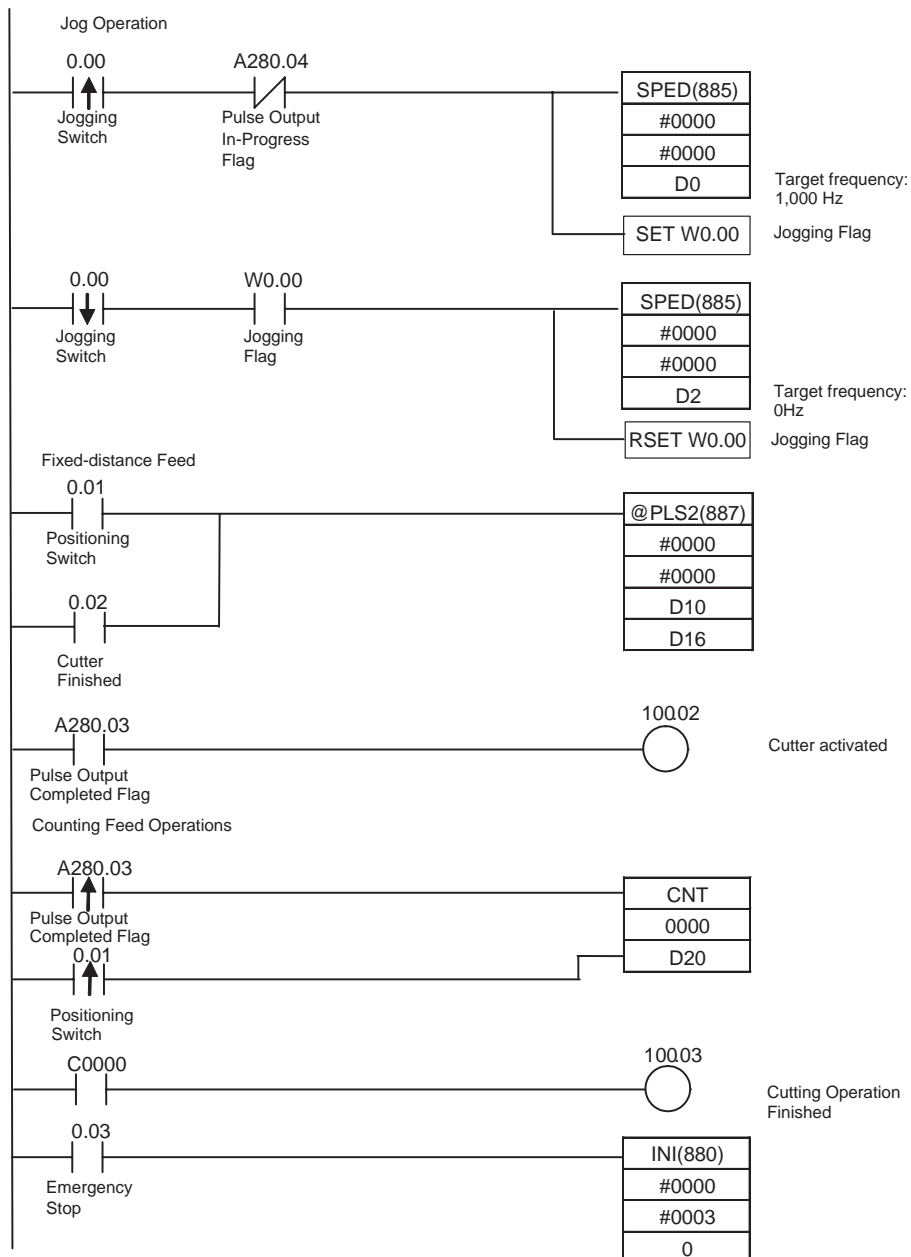 Jog Operation
0.00
A280.04
Jogging
Switch
Pulse Output
In-Progress
Flag
SPED(885)
#0000
#0000
D0
Target frequency:
1,000 Hz
SET W0.00
Jogging Flag
0.00
W0.00
Jogging
Switch
Jogging
Flag
SPED(885)
#0000
#0000
D2
Target frequency:
0Hz
RSET W0.00
Jogging Flag
Fixed-distance Feed
0.01
Positioning
Switch
@PLS2(887)
#0000
#0000
D10
D16
0.02
Cutter
Finished
A280.03
Pulse Output
Completed Flag
100.02
Cutter activated
Counting Feed Operations
A280.03
Pulse Output
Completed Flag
CNT
0000
D20
0.01
Positioning
Switch
C0000
100.03
Cutting Operation
Finished
0.03
Emergency
Stop
INI(880)
#0000
#0003
0